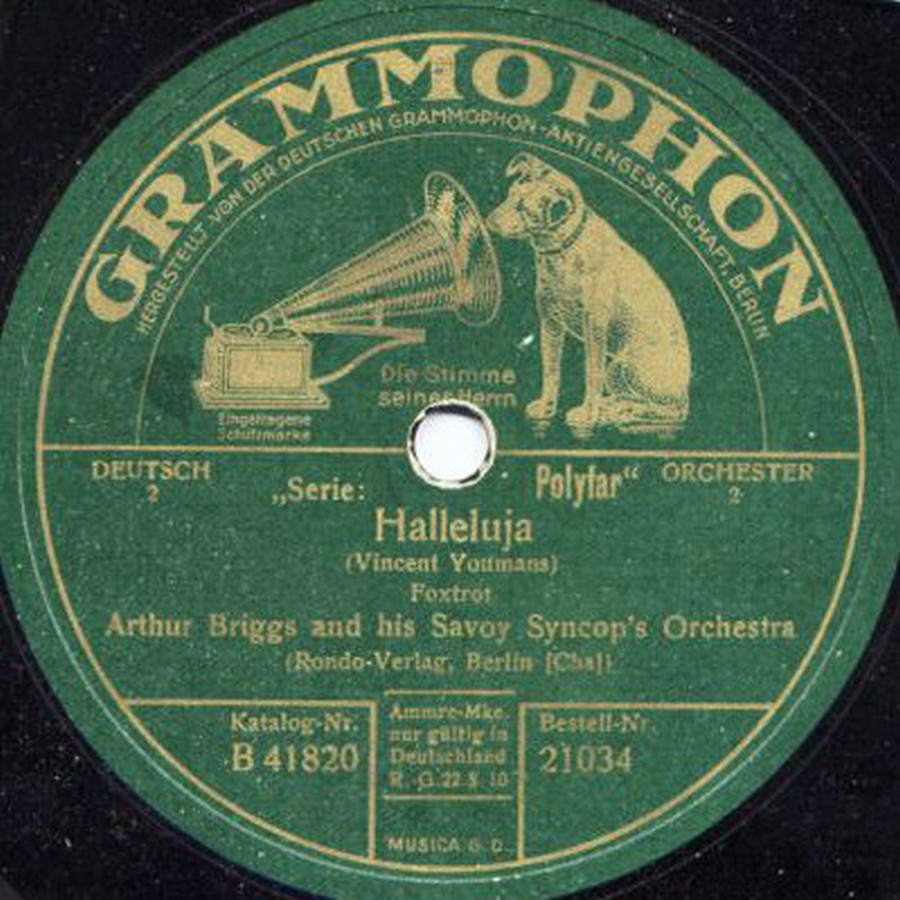 GRAMMOPHON
HERGESTELLT VON DER DEUTSCHEN GRAMMOPHON-AKTIENGESELLSCHAFT, BERLIN
Die Stimme
seines Herrn
Eingetragene
Schutzmarke
DEUTSCH
2
„Serie: Polyfar“
ORCHESTER
2
Halleluja
(Vincent Youmans)
Foxtrot
Arthur Briggs and his Savoy Syncop's Orchestra
(Rondo-Verlag, Berlin [Cha])
Katalog-Nr.
B 41820
Ammre-Mke.
nur gültig in
Deutschland
R. G. 22 § 10
MUSICA G. D.
Bestell-Nr.
21034